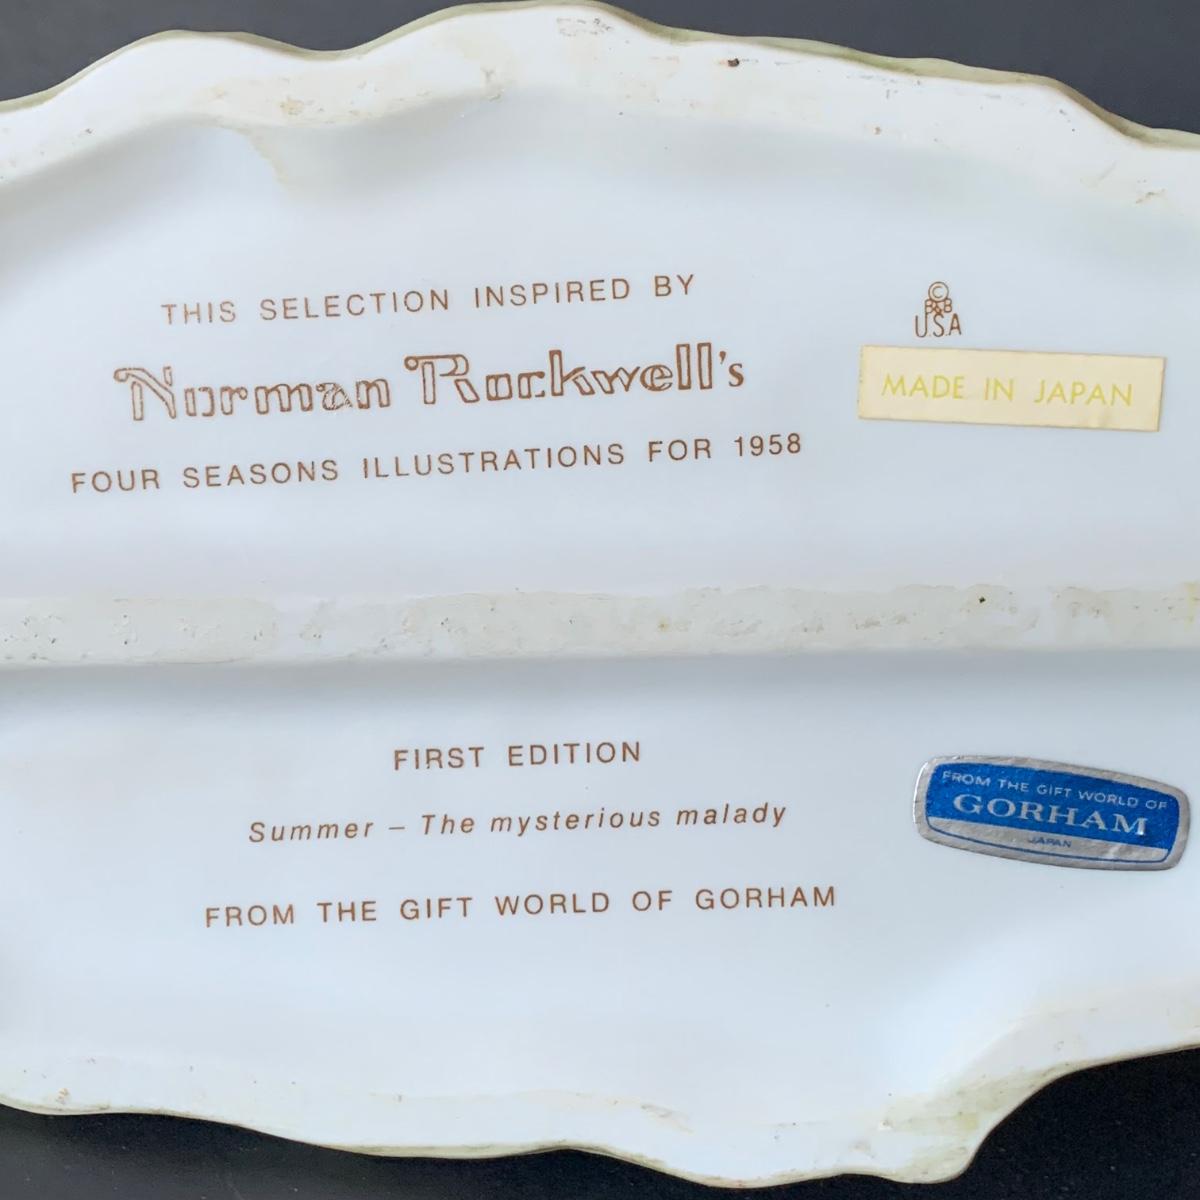 THIS SELECTION INSPIRED BY
Norman Rockwell's
FOUR SEASONS ILLUSTRATIONS FOR 1958
©
B&B
USA
MADE IN JAPAN
FIRST EDITION
Summer – The mysterious malady
FROM THE GIFT WORLD OF GORHAM
FROM THE GIFT WORLD OF
GORHAM
JAPAN